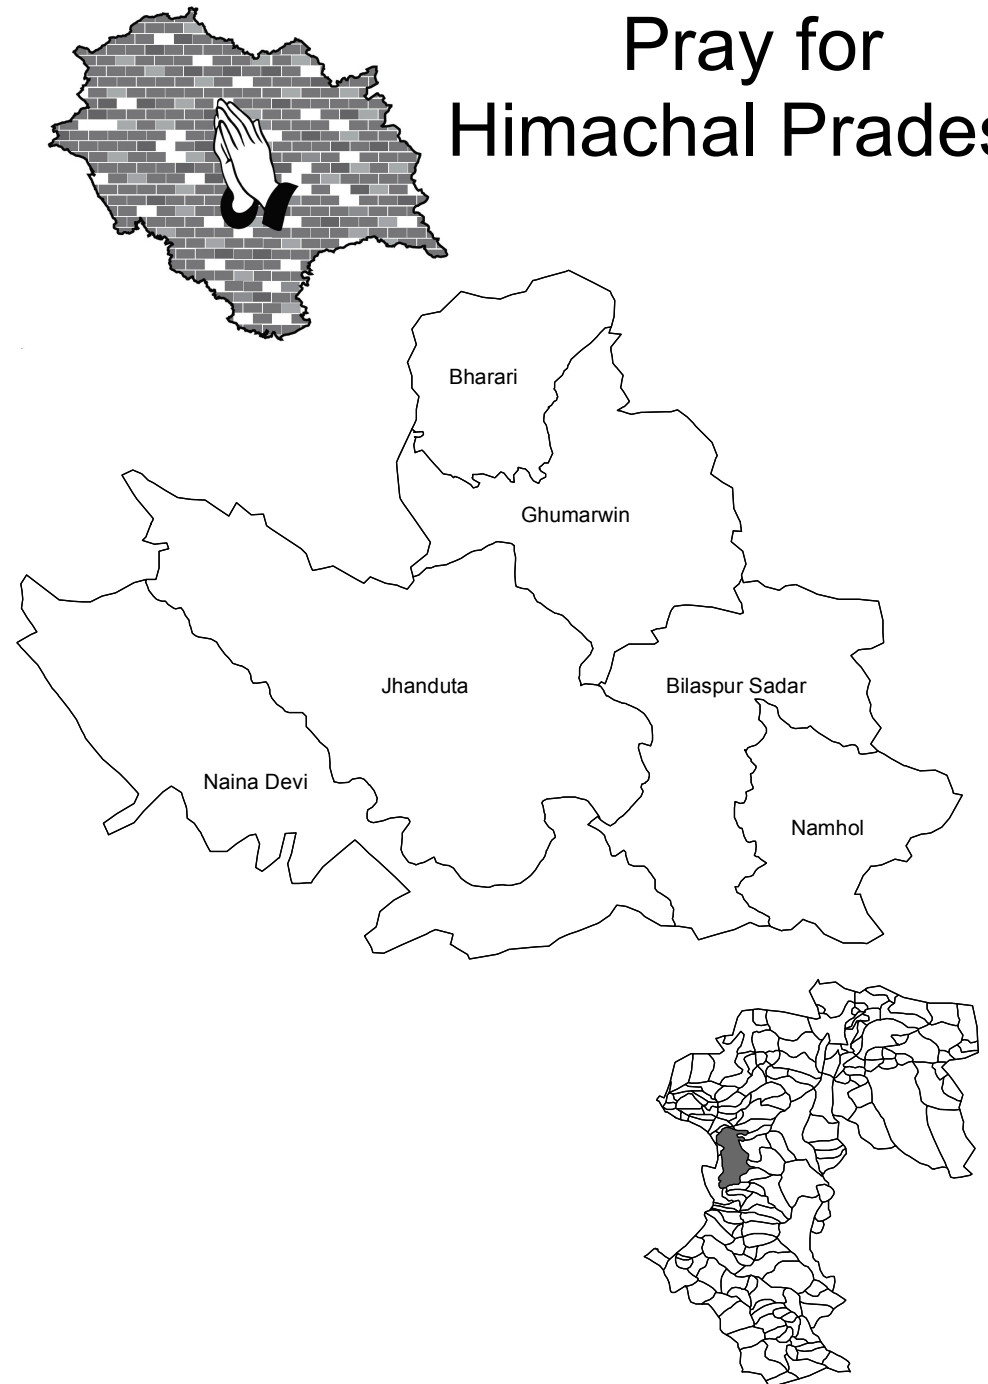 Pray for
Himachal Prades
Bharari
Ghumarwin
Jhanduta
Bilaspur Sadar
Naina Devi
Namhol